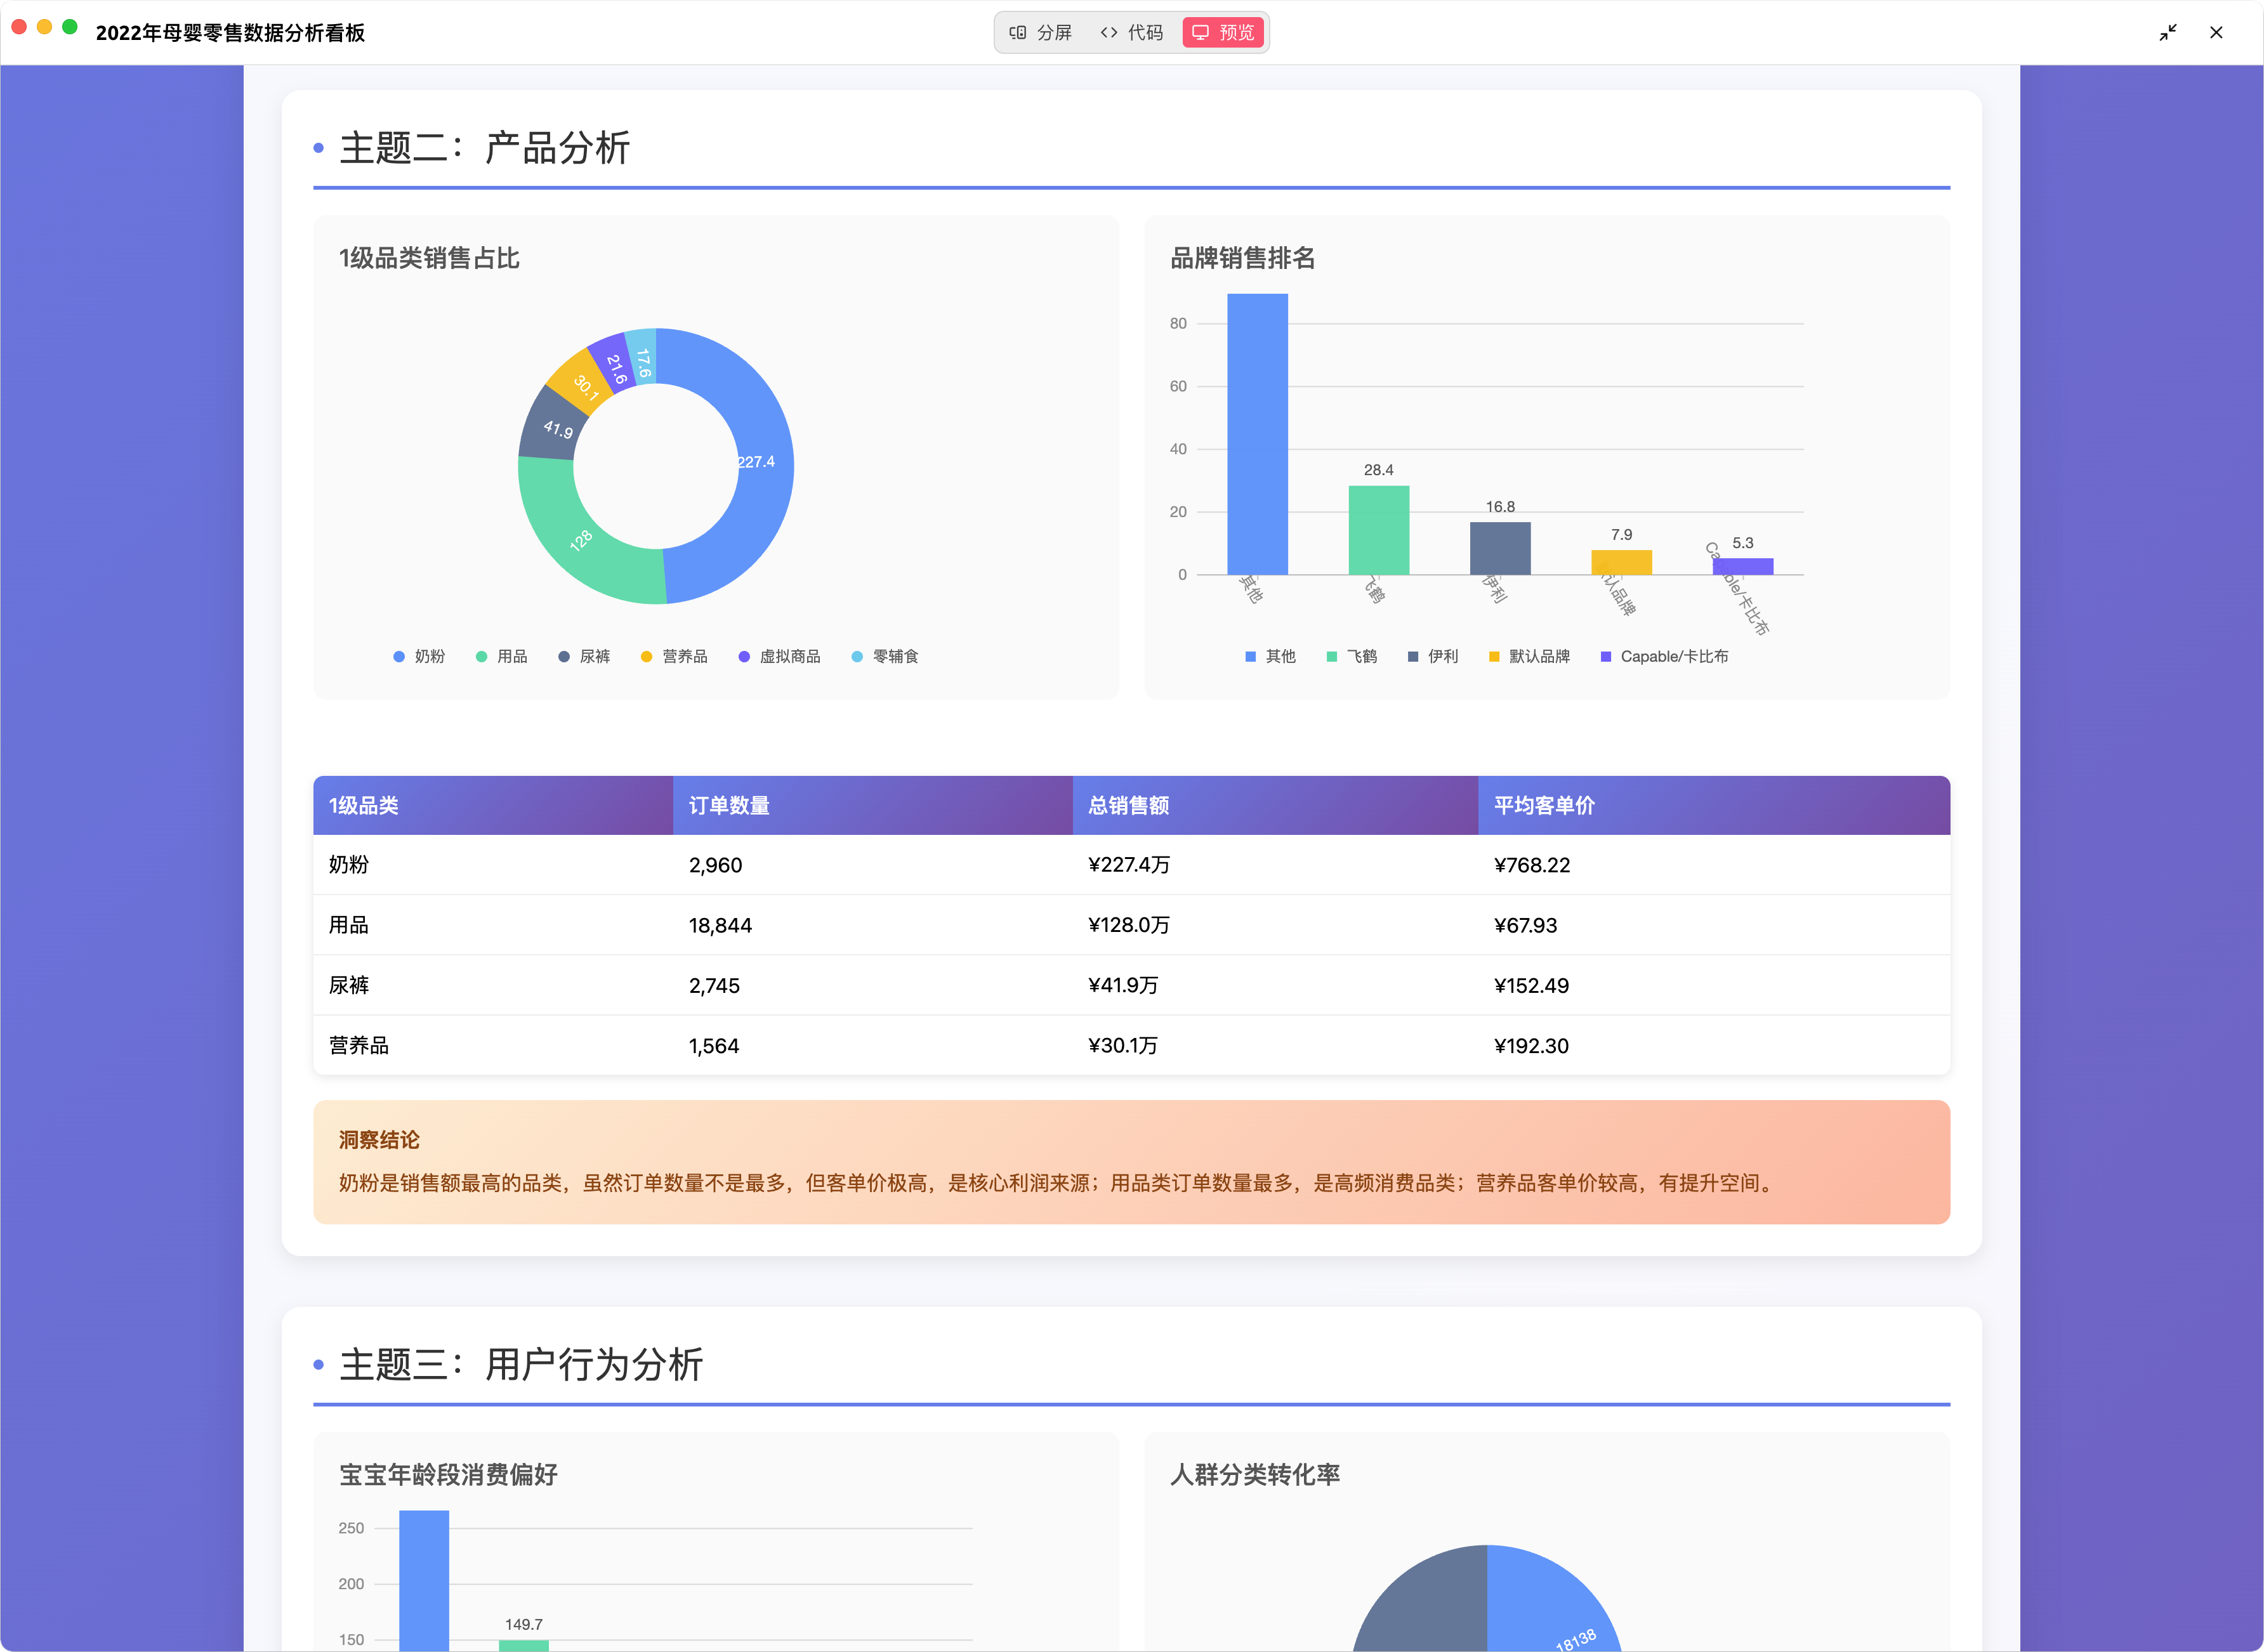 2022年母婴零售数据分析看板
分屏 代码 预览
主题二：产品分析
1级品类销售占比
17.6
21.6
30.1
41.9
227.4
128
奶粉 用品 尿裤 营养品 虚拟商品 零辅食
品牌销售排名
80
60
40
20
0
28.4
16.8
7.9
5.3
其他 飞鹤 伊利 默认品牌 Capable/卡比布
其他 飞鹤 伊利 默认品牌 Capable/卡比布
1级品类 订单数量 总销售额 平均客单价
奶粉 2,960 ¥227.4万 ¥768.22
用品 18,844 ¥128.0万 ¥67.93
尿裤 2,745 ¥41.9万 ¥152.49
营养品 1,564 ¥30.1万 ¥192.30
洞察结论
奶粉是销售额最高的品类，虽然订单数量不是最多，但客单价极高，是核心利润来源；用品类订单数量最多，是高频消费品类；营养品客单价较高，有提升空间。
主题三：用户行为分析
宝宝年龄段消费偏好
250
200
150
149.7
人群分类转化率
18138